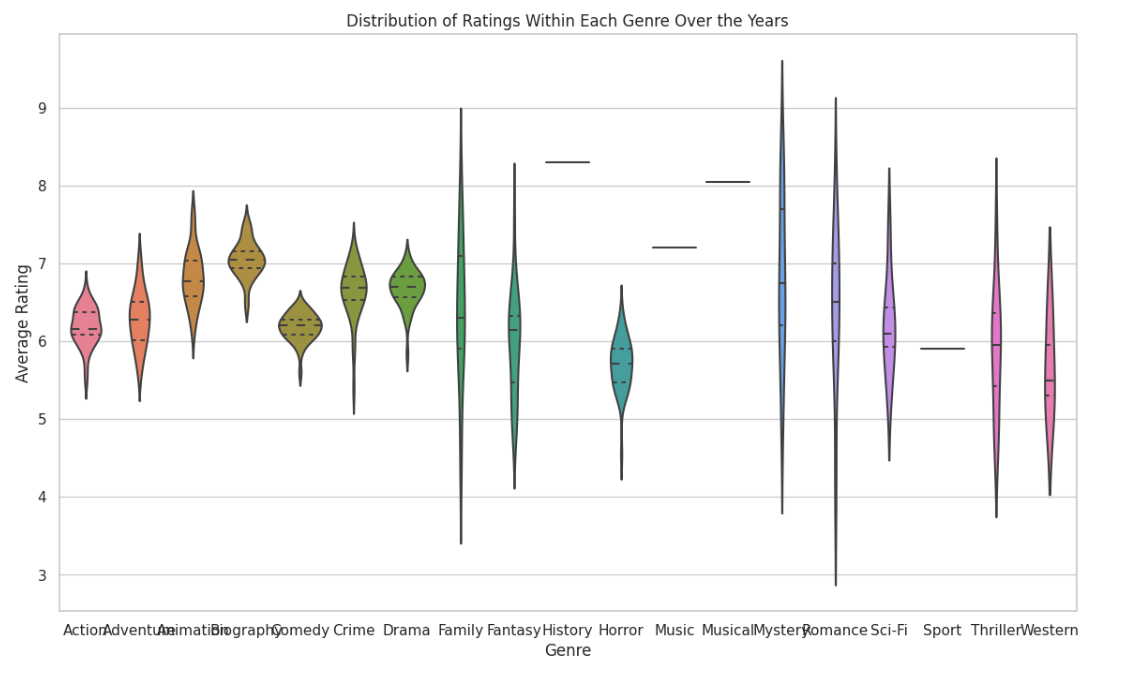 Distribution of Ratings Within Each Genre Over the Years
Average Rating
9
8
7
6
5
4
3
Action Adventure Animation Biography Comedy Crime Drama Family Fantasy History Horror Music Musical Mystery Romance Sci-Fi Sport Thriller Western
Genre